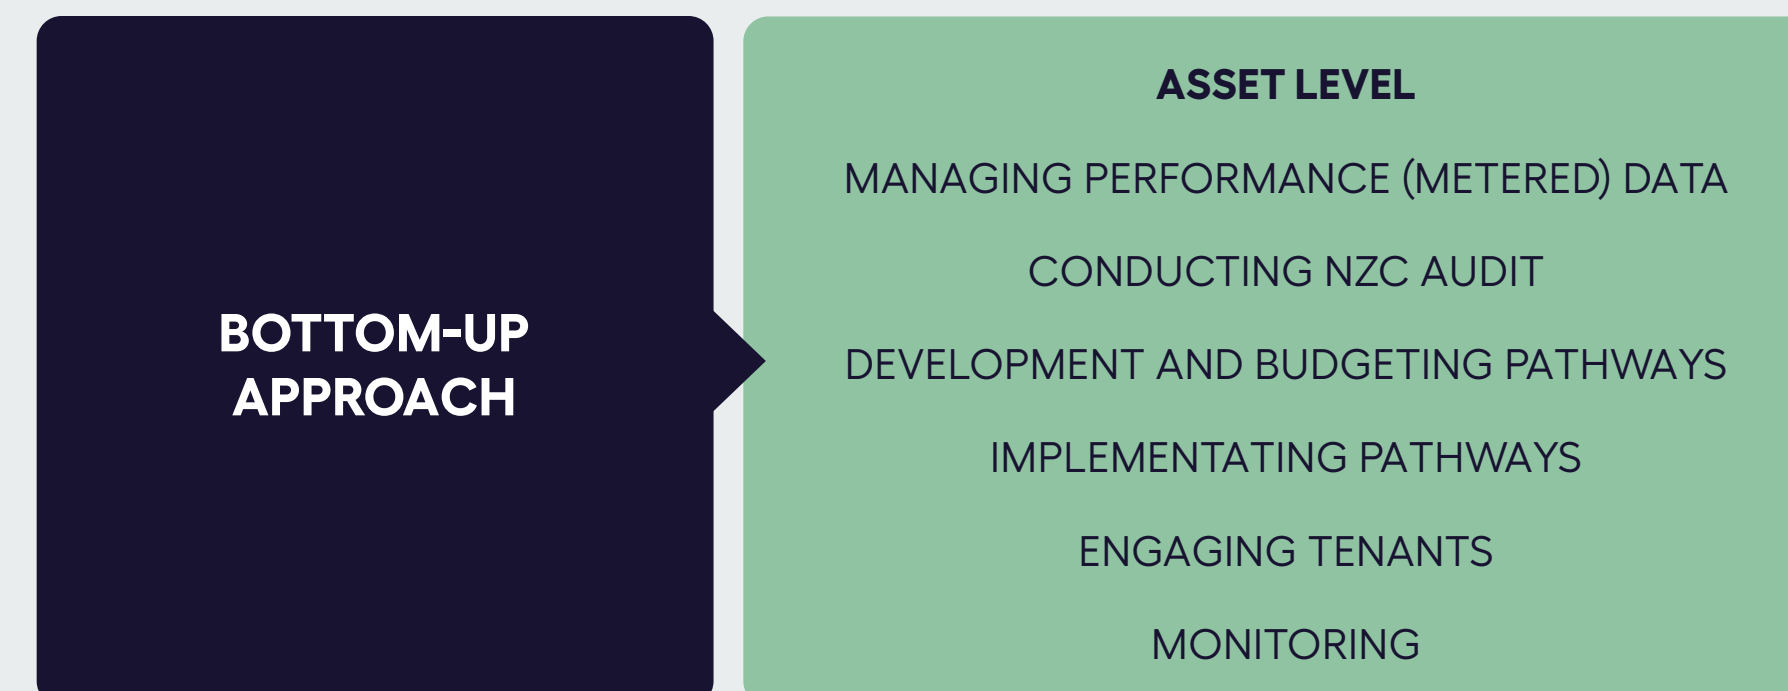 BOTTOM-UP
APPROACH
ASSET LEVEL
MANAGING PERFORMANCE (METERED) DATA
CONDUCTING NZC AUDIT
DEVELOPMENT AND BUDGETING PATHWAYS
IMPLEMENTATING PATHWAYS
ENGAGING TENANTS
MONITORING